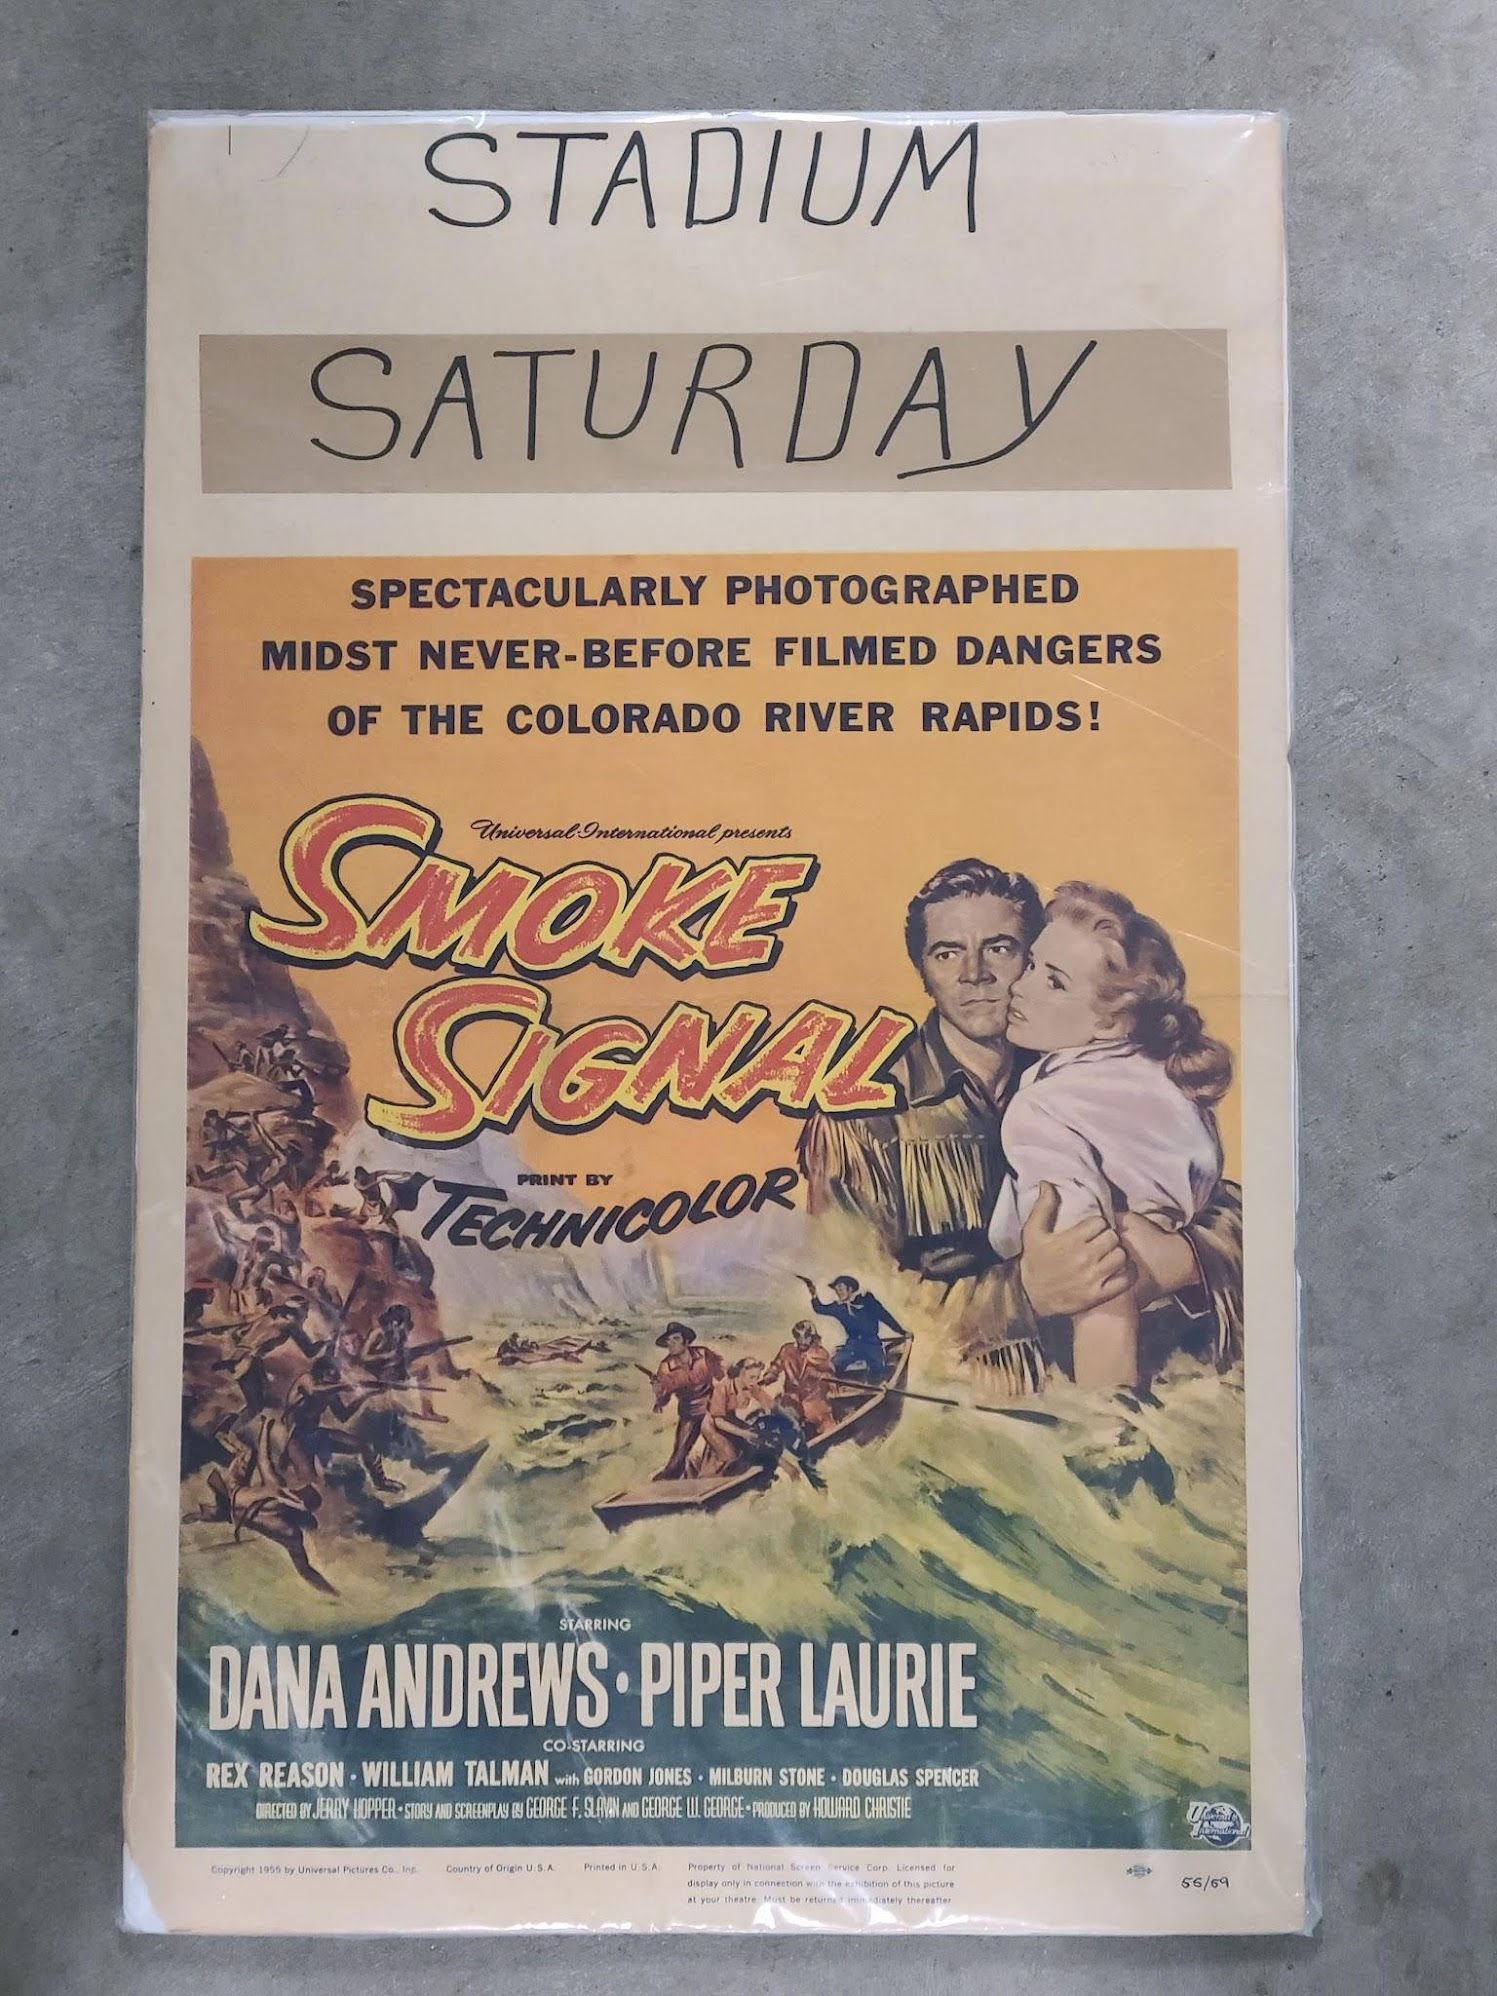 STADIUM
SATURDAY
SPECTACULARLY PHOTOGRAPHED
MIDST NEVER-BEFORE FILMED DANGERS
OF THE COLORADO RIVER RAPIDS!
Universal-International presents
SMOKE
SIGNAL
PRINT BY
TECHNICOLOR
STARRING
DANA ANDREWS • PIPER LAURIE
CO-STARRING
REX REASON • WILLIAM TALMAN with GORDON JONES • MILBURN STONE • DOUGLAS SPENCER
DIRECTED BY JERRY HOPPER • STORY AND SCREENPLAY BY GEORGE F. SLAVIN AND GEORGE W. GEORGE • PRODUCED BY HOWARD CHRISTIE
Universal International
Copyright 1955 by Universal Pictures Co., Inc. Country of Origin U.S.A. Printed in U.S.A. Property of National Screen Service Corp. Licensed for
display only in connection with the exhibition of this picture
at your theatre. Must be returned immediately thereafter.
55/59